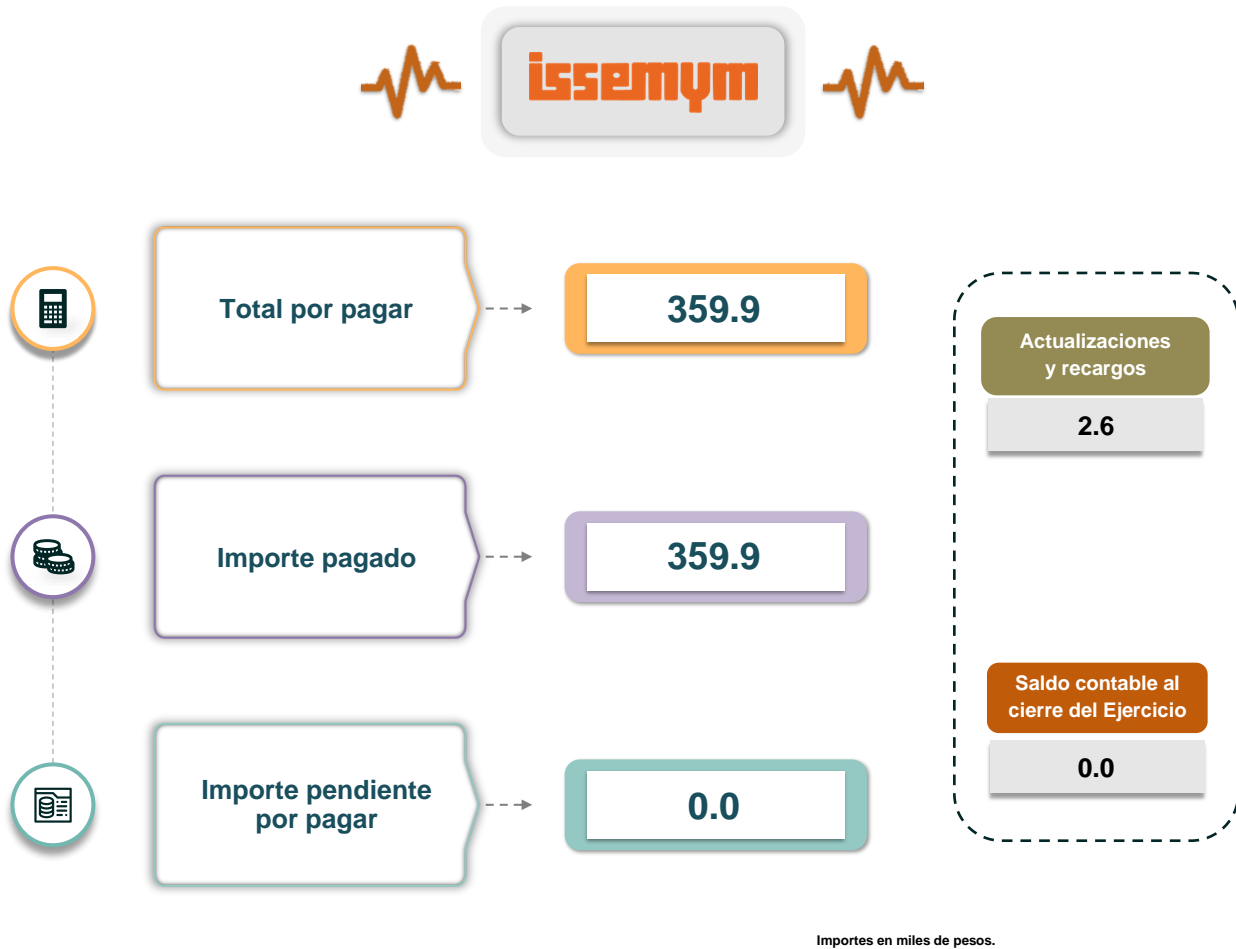 issemym
Total por pagar
359.9
Importe pagado
359.9
Importe pendiente
por pagar
0.0
Actualizaciones
y recargos
2.6
Saldo contable al
cierre del Ejercicio
0.0
Importes en miles de pesos.